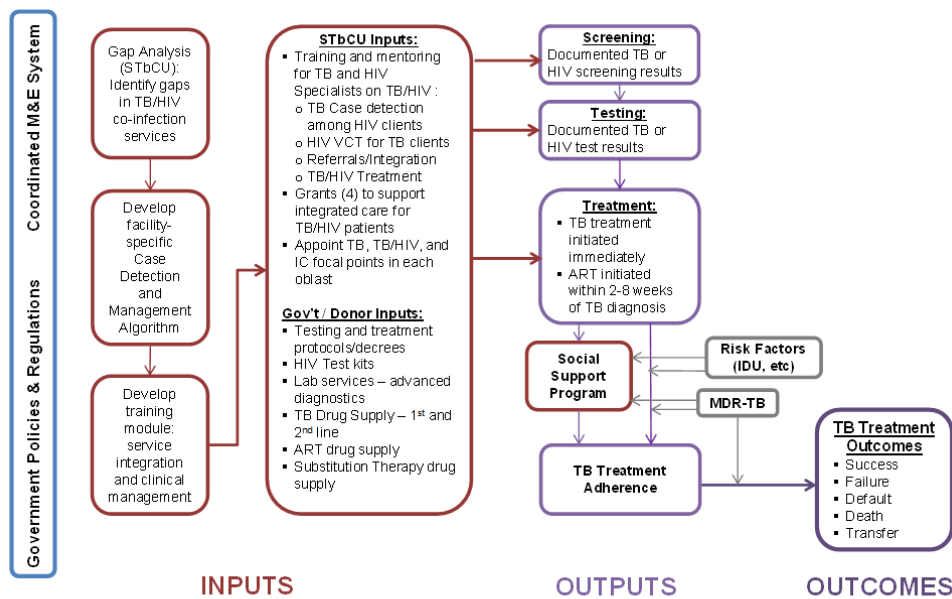 Coordinated M&E System
Government Policies & Regulations
Gap Analysis
(STbCU):
Identify gaps
in TB/HIV
co-infection
services
Develop
facility-
specific Case
Detection
and
Management
Algorithm
Develop
training
module:
service
integration
and clinical
management
STbCU Inputs:
▪ Training and mentoring
for TB and HIV
Specialists on TB/HIV :
o TB Case detection
among HIV clients
o HIV VCT for TB clients
o Referrals/Integration
o TB/HIV Treatment
▪ Grants (4) to support
integrated care for
TB/HIV patients
▪ Appoint TB, TB/HIV, and
IC focal points in each
oblast
Gov't / Donor Inputs:
▪ Testing and treatment
protocols/decrees
▪ HIV Test kits
▪ Lab services – advanced
diagnostics
▪ TB Drug Supply – 1st and
2nd line
▪ ART drug supply
▪ Substitution Therapy drug
supply
Screening:
Documented TB or
HIV screening results
Testing:
Documented TB or
HIV test results
Treatment:
▪ TB treatment
initiated
immediately
▪ ART initiated
within 2-8 weeks
of TB diagnosis
Social
Support
Program
Risk Factors
(IDU, etc)
MDR-TB
TB Treatment
Adherence
TB Treatment
Outcomes
▪ Success
▪ Failure
▪ Default
▪ Death
▪ Transfer
INPUTS
OUTPUTS
OUTCOMES